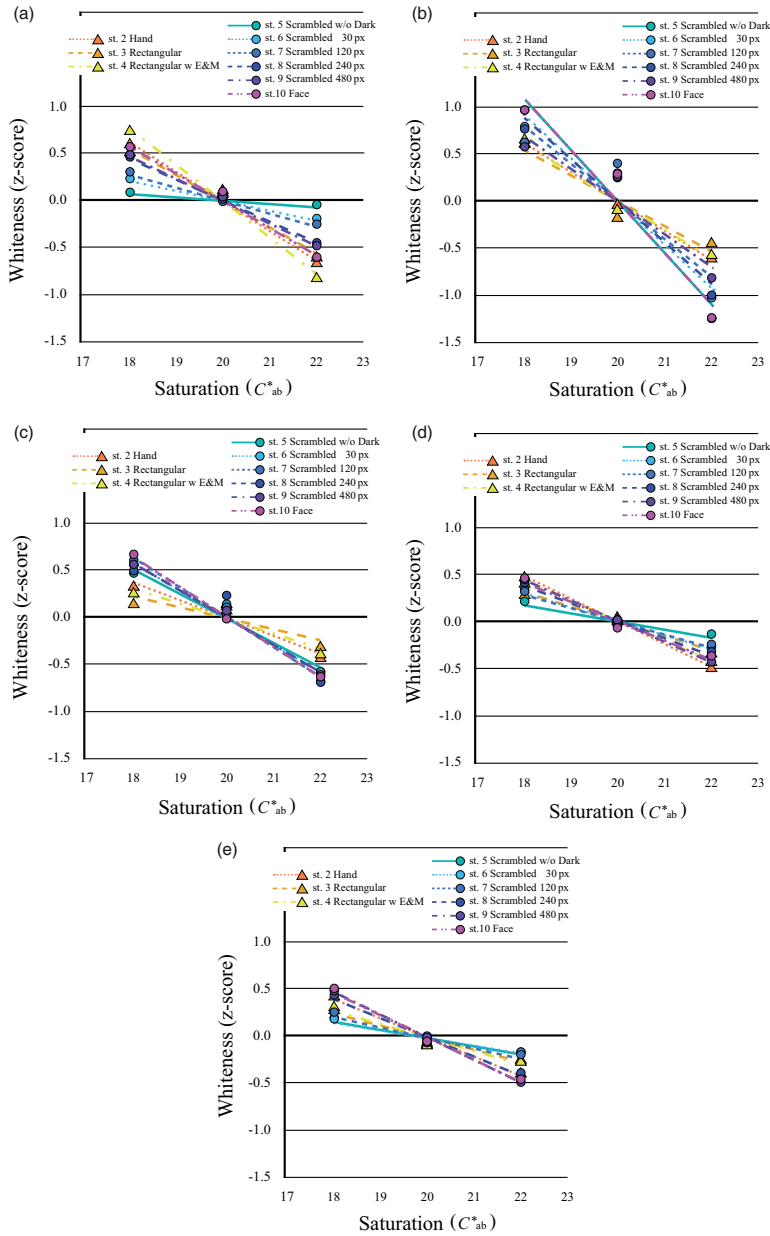 (a)
st. 2 Hand
st. 3 Rectangular
st. 4 Rectangular w E&M
st. 5 Scrambled w/o Dark
st. 6 Scrambled 30 px
st. 7 Scrambled 120 px
st. 8 Scrambled 240 px
st. 9 Scrambled 480 px
st.10 Face
1.0
0.5
0.0
-0.5
-1.0
-1.5
Whiteness (z-score)
17 18 19 20 21 22 23
Saturation (C*ab)
(b)
st. 2 Hand
st. 3 Rectangular
st. 4 Rectangular w E&M
st. 5 Scrambled w/o Dark
st. 6 Scrambled 30 px
st. 7 Scrambled 120 px
st. 8 Scrambled 240 px
st. 9 Scrambled 480 px
st.10 Face
1.0
0.5
0.0
-0.5
-1.0
-1.5
Whiteness (z-score)
17 18 19 20 21 22 23
Saturation (C*ab)
(c)
st. 2 Hand
st. 3 Rectangular
st. 4 Rectangular w E&M
st. 5 Scrambled w/o Dark
st. 6 Scrambled 30 px
st. 7 Scrambled 120 px
st. 8 Scrambled 240 px
st. 9 Scrambled 480 px
st.10 Face
1.0
0.5
0.0
-0.5
-1.0
-1.5
Whiteness (z-score)
17 18 19 20 21 22 23
Saturation (C*ab)
(d)
st. 2 Hand
st. 3 Rectangular
st. 4 Rectangular w E&M
st. 5 Scrambled w/o Dark
st. 6 Scrambled 30 px
st. 7 Scrambled 120 px
st. 8 Scrambled 240 px
st. 9 Scrambled 480 px
st.10 Face
1.0
0.5
0.0
-0.5
-1.0
-1.5
Whiteness (z-score)
17 18 19 20 21 22 23
Saturation (C*ab)
(e)
st. 2 Hand
st. 3 Rectangular
st. 4 Rectangular w E&M
st. 5 Scrambled w/o Dark
st. 6 Scrambled 30 px
st. 7 Scrambled 120 px
st. 8 Scrambled 240 px
st. 9 Scrambled 480 px
st.10 Face
1.0
0.5
0.0
-0.5
-1.0
-1.5
Whiteness (z-score)
17 18 19 20 21 22 23
Saturation (C*ab)